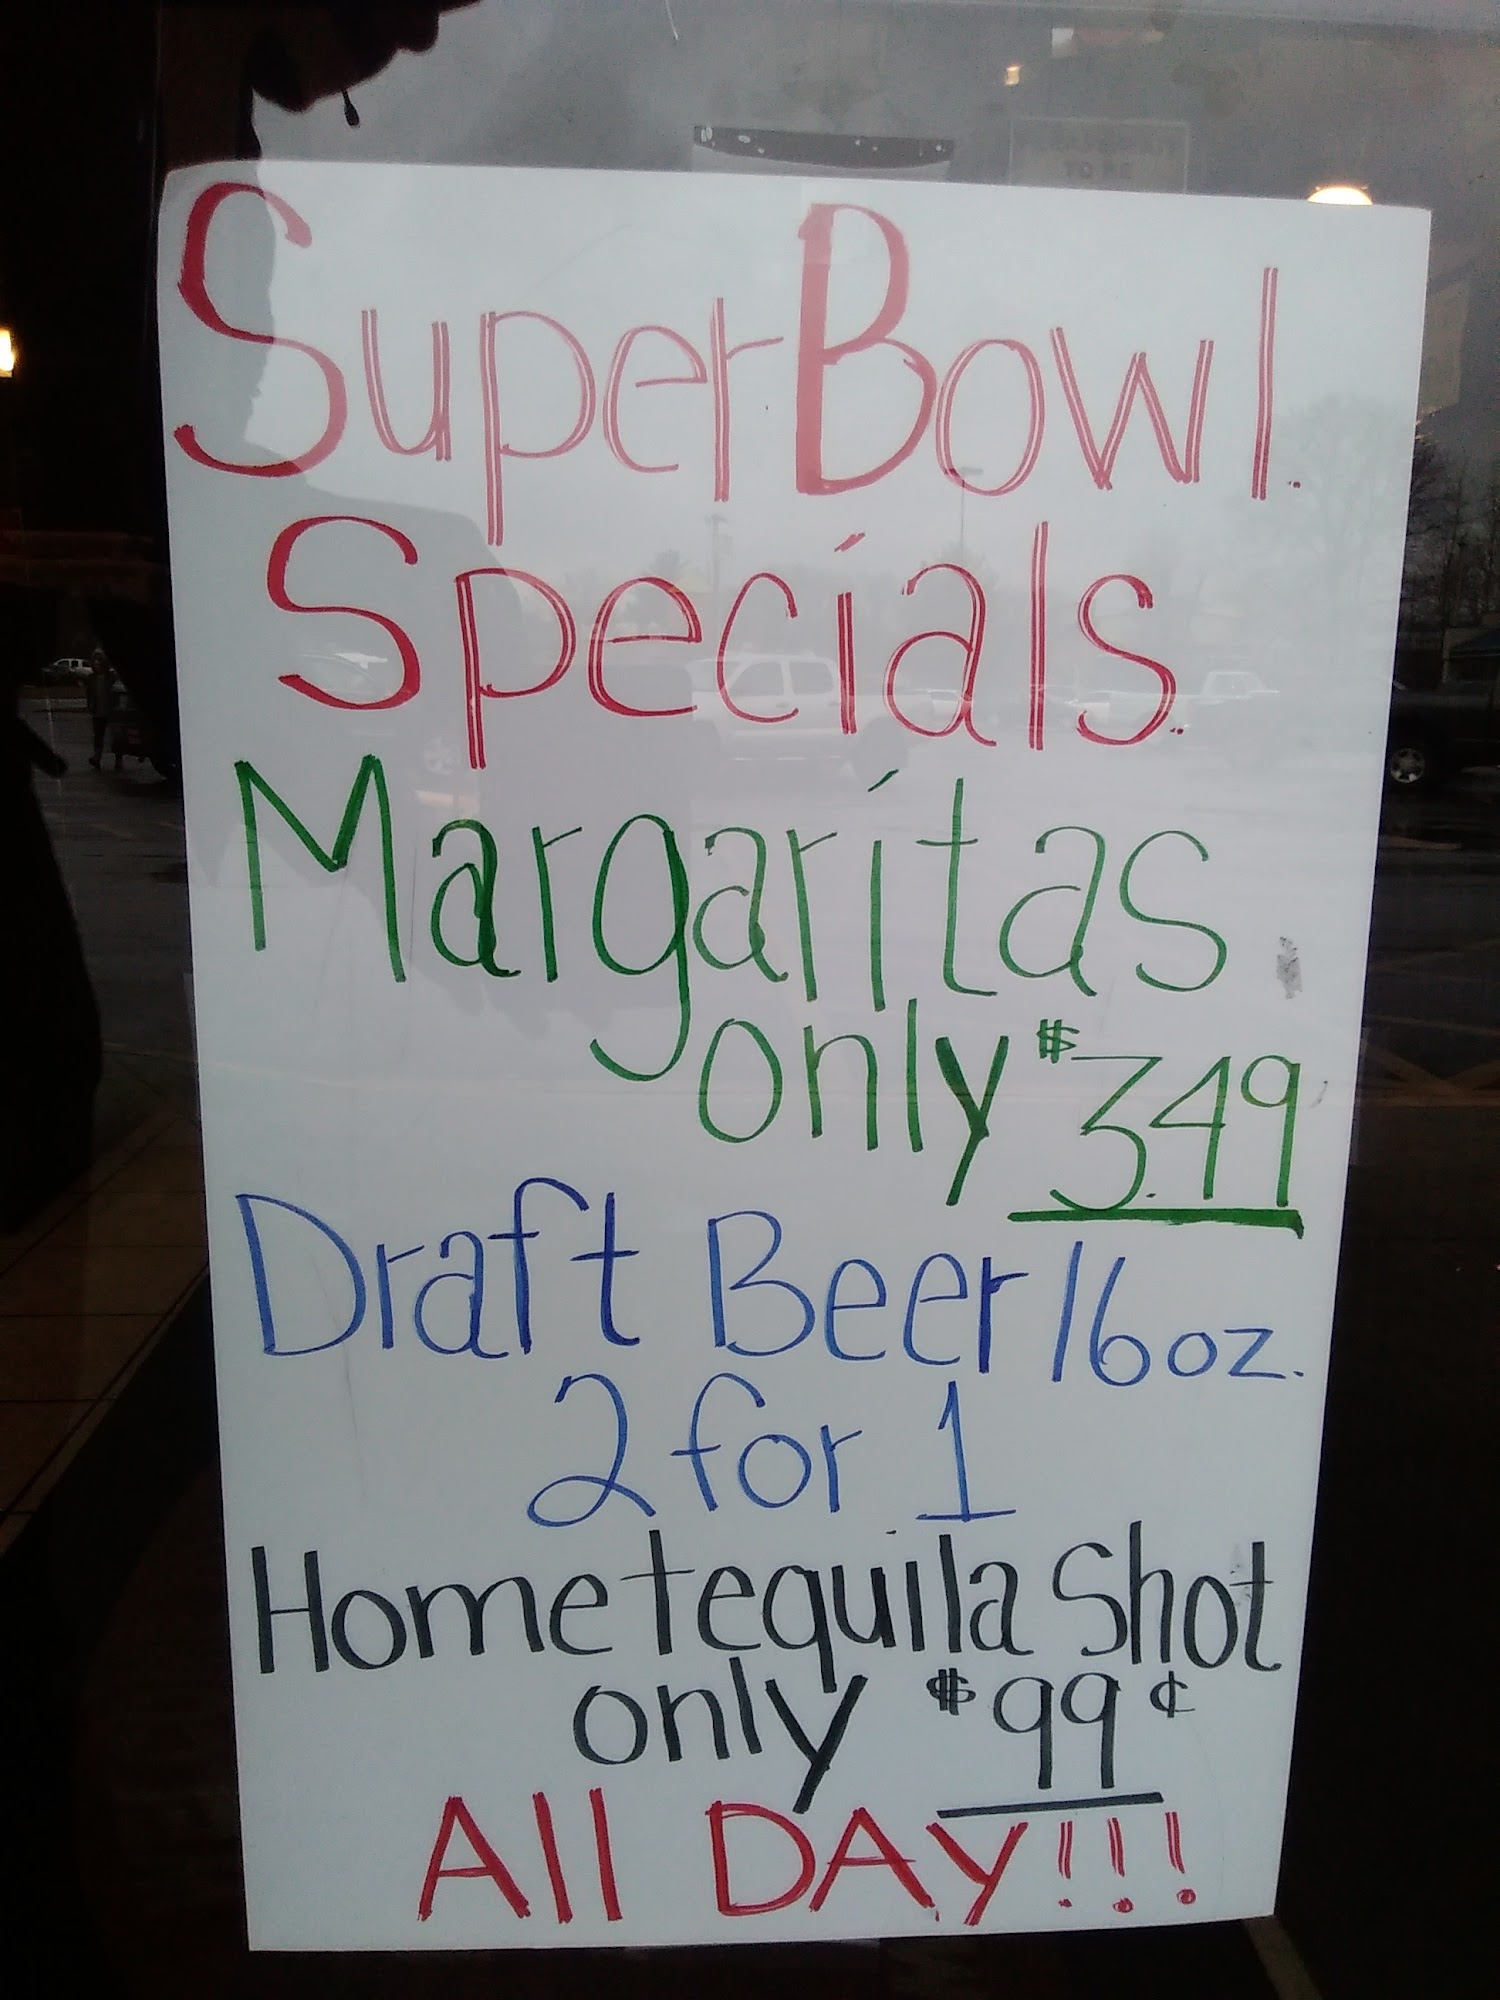 SuperBowl.
Specials.
Margaritas
only $3.49
Draft Beer 16oz.
2 for 1
Home tequila Shot
only $99¢
All DAy!!!